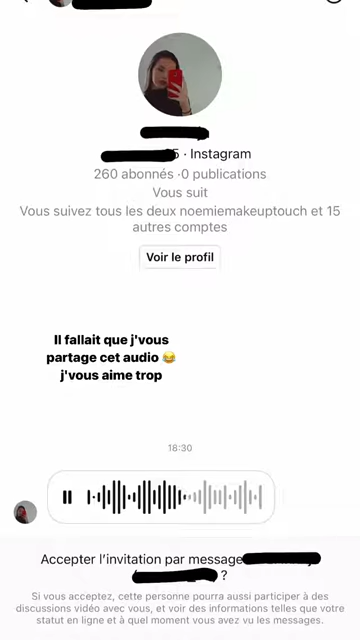 5 · Instagram
260 abonnés ·0 publications
Vous suit
Vous suivez tous les deux noemiemakeuptouch et 15
autres comptes
Voir le profil
Il fallait que j'vous
partage cet audio 😂
j'vous aime trop
18:30
Accepter l'invitation par message
?
Si vous acceptez, cette personne pourra aussi participer à des
discussions vidéo avec vous, et voir des informations telles que votre
statut en ligne et à quel moment vous avez vu les messages.